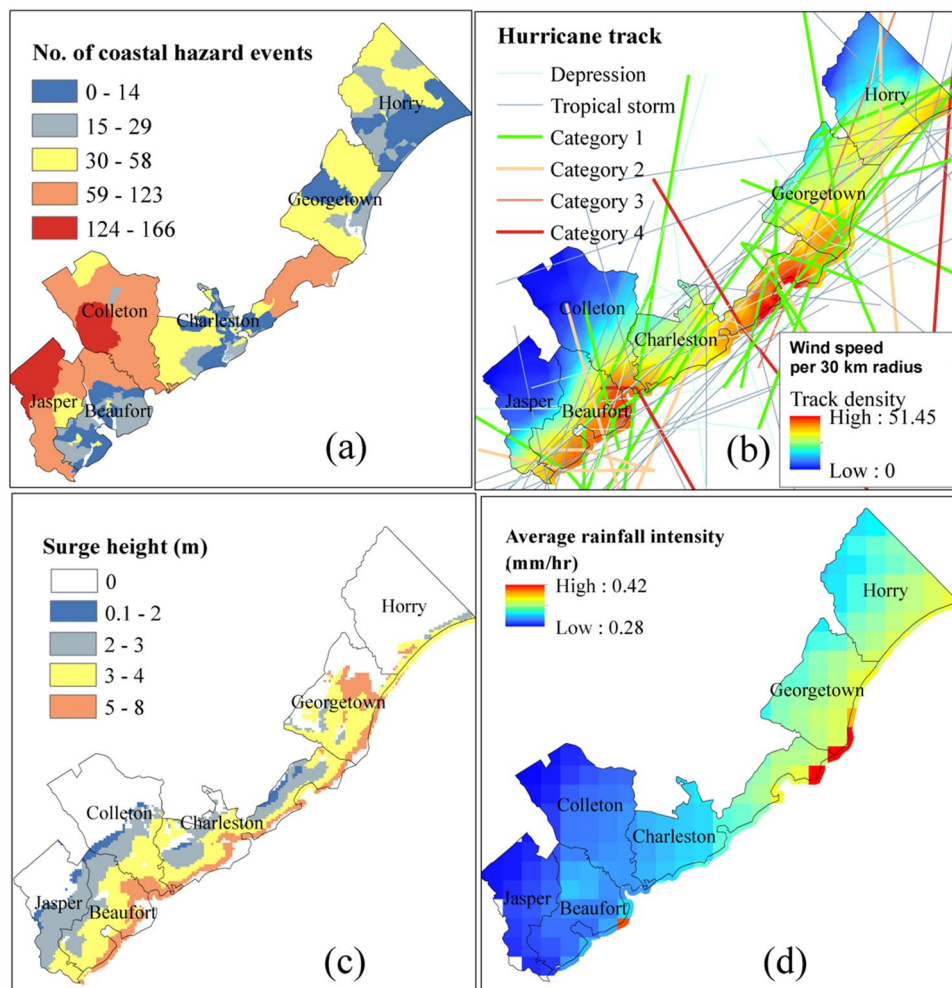 No. of coastal hazard events
0 - 14
15 - 29
30 - 58
59 - 123
124 - 166
Horry
Georgetown
Colleton
Charleston
Jasper
Beaufort
(a)
Hurricane track
Depression
Tropical storm
Category 1
Category 2
Category 3
Category 4
Horry
Georgetown
Colleton
Charleston
Jasper
Beaufort
(b)
Wind speed
per 30 km radius
Track density
High : 51.45
Low : 0
Surge height (m)
0
0.1 - 2
2 - 3
3 - 4
5 - 8
Horry
Georgetown
Colleton
Charleston
Jasper
Beaufort
(c)
Average rainfall intensity
(mm/hr)
High : 0.42
Low : 0.28
Horry
Georgetown
Colleton
Charleston
Jasper
Beaufort
(d)